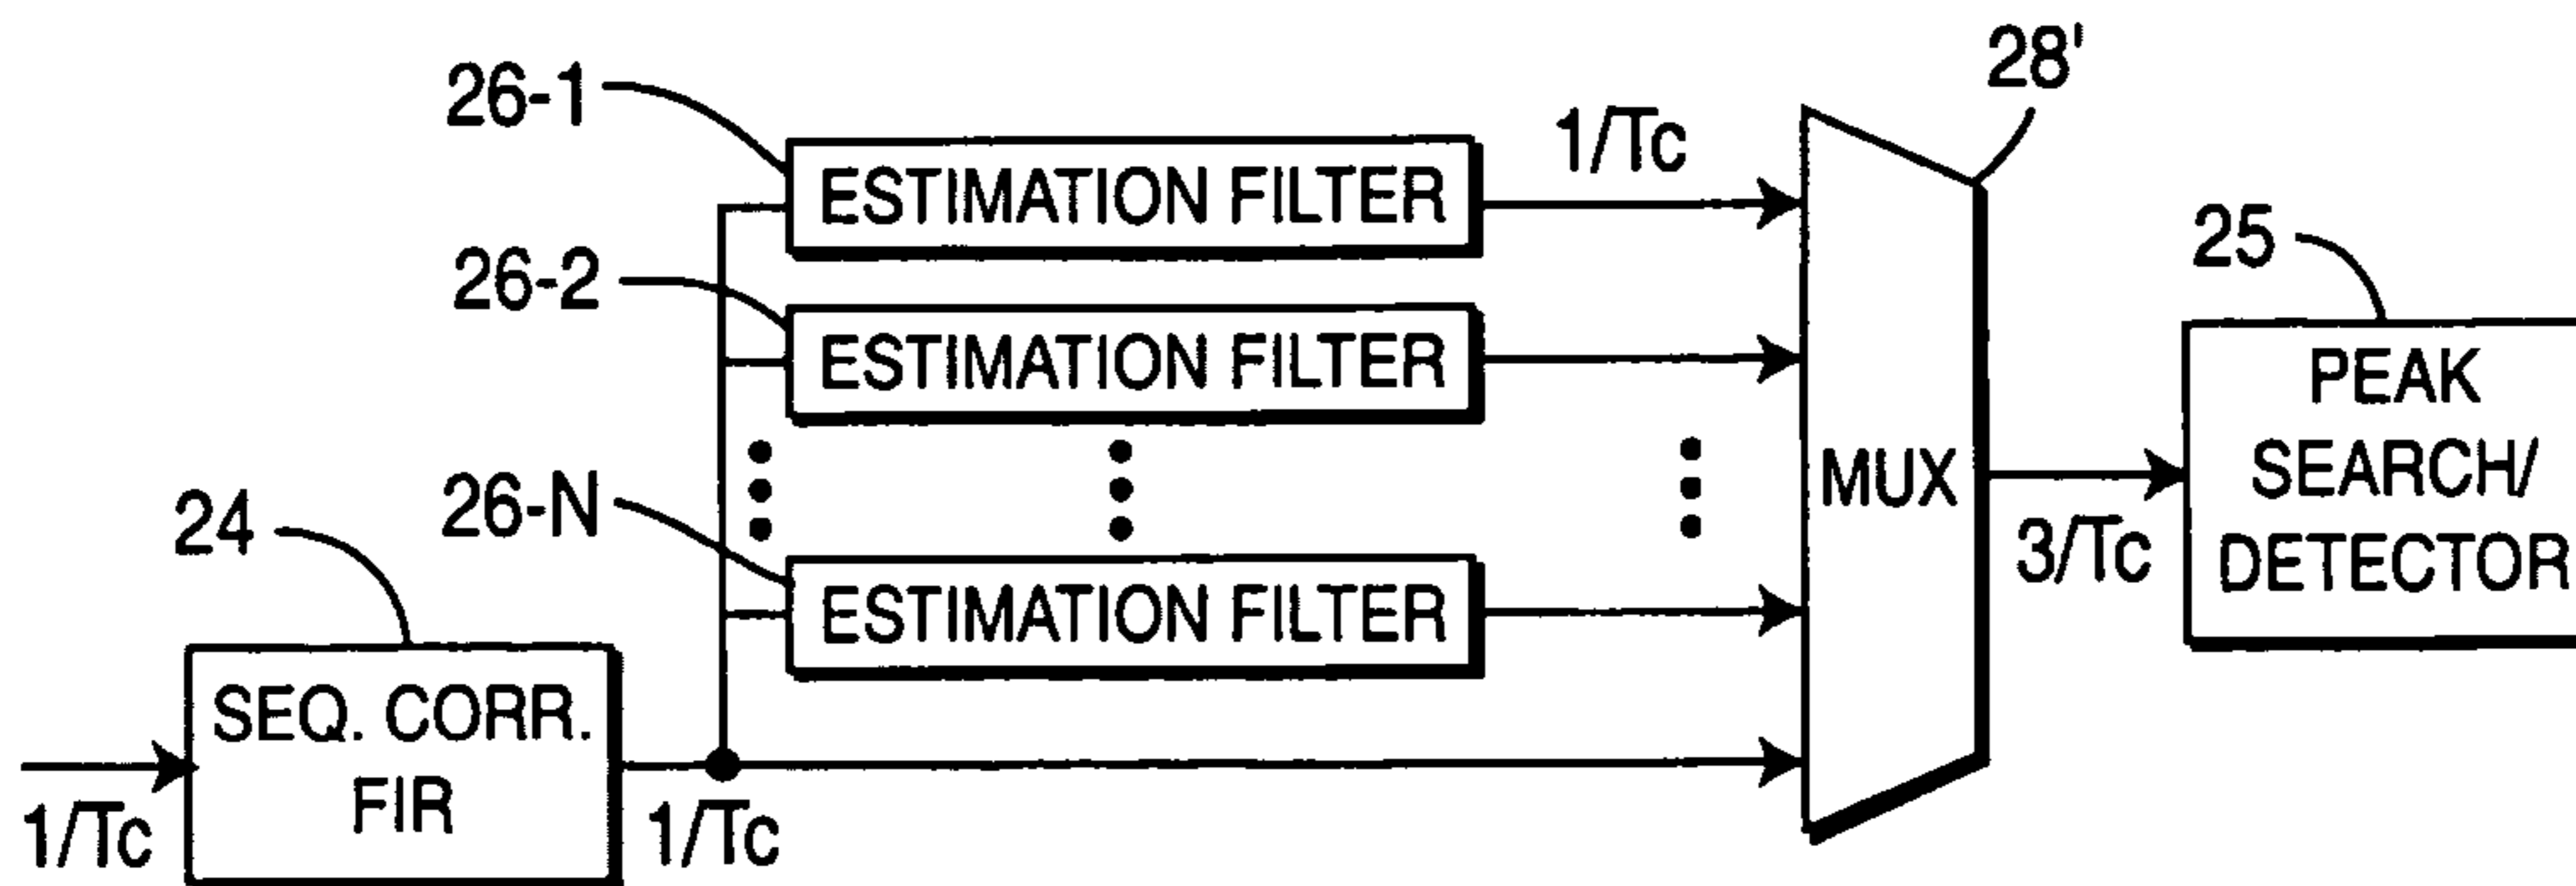 28'
26-1
1/Tc
ESTIMATION FILTER
25
26-2
ESTIMATION FILTER
PEAK
SEARCH/
DETECTOR
MUX
26-N
24
3/Tc
ESTIMATION FILTER
SEQ. CORR.
FIR
1/Tc
1/Tc